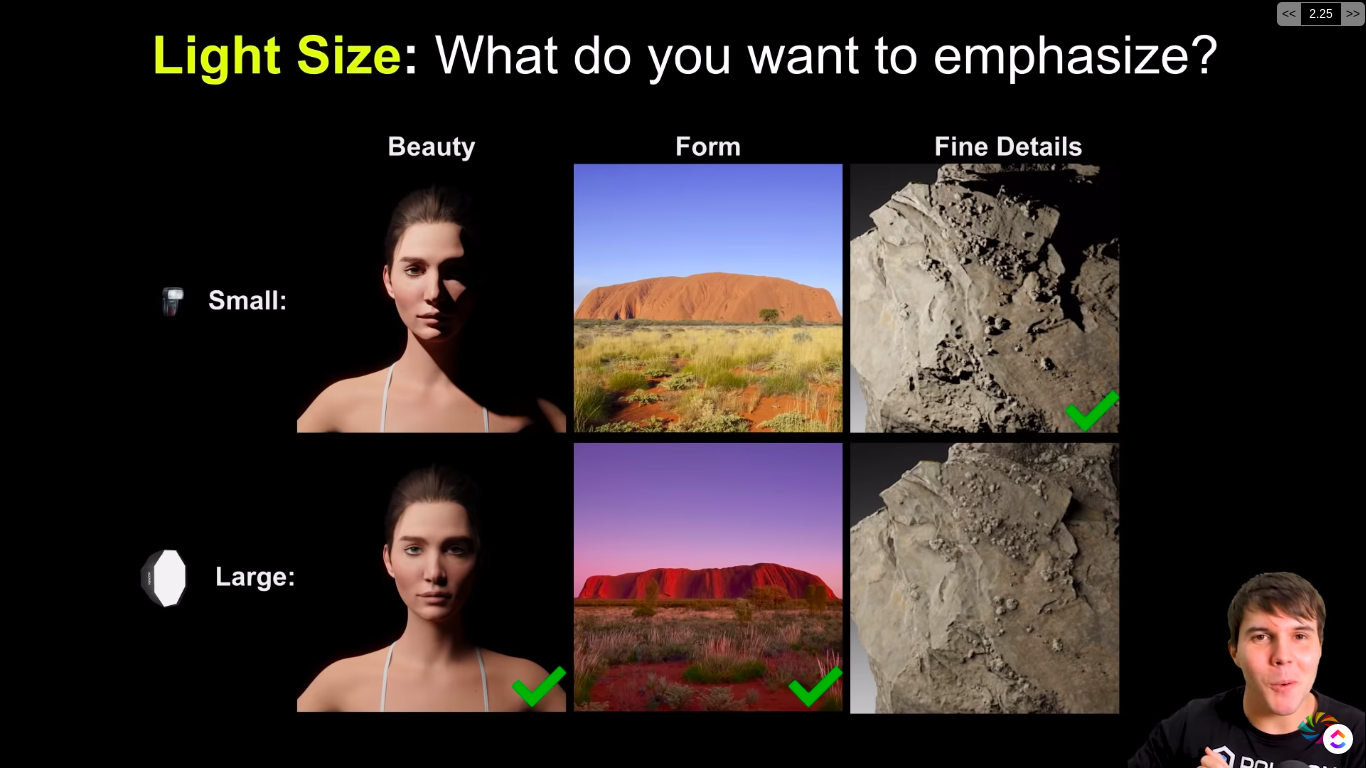 << 2.25 >>
Light Size: What do you want to emphasize?
Beauty Form Fine Details
Small:
Large: